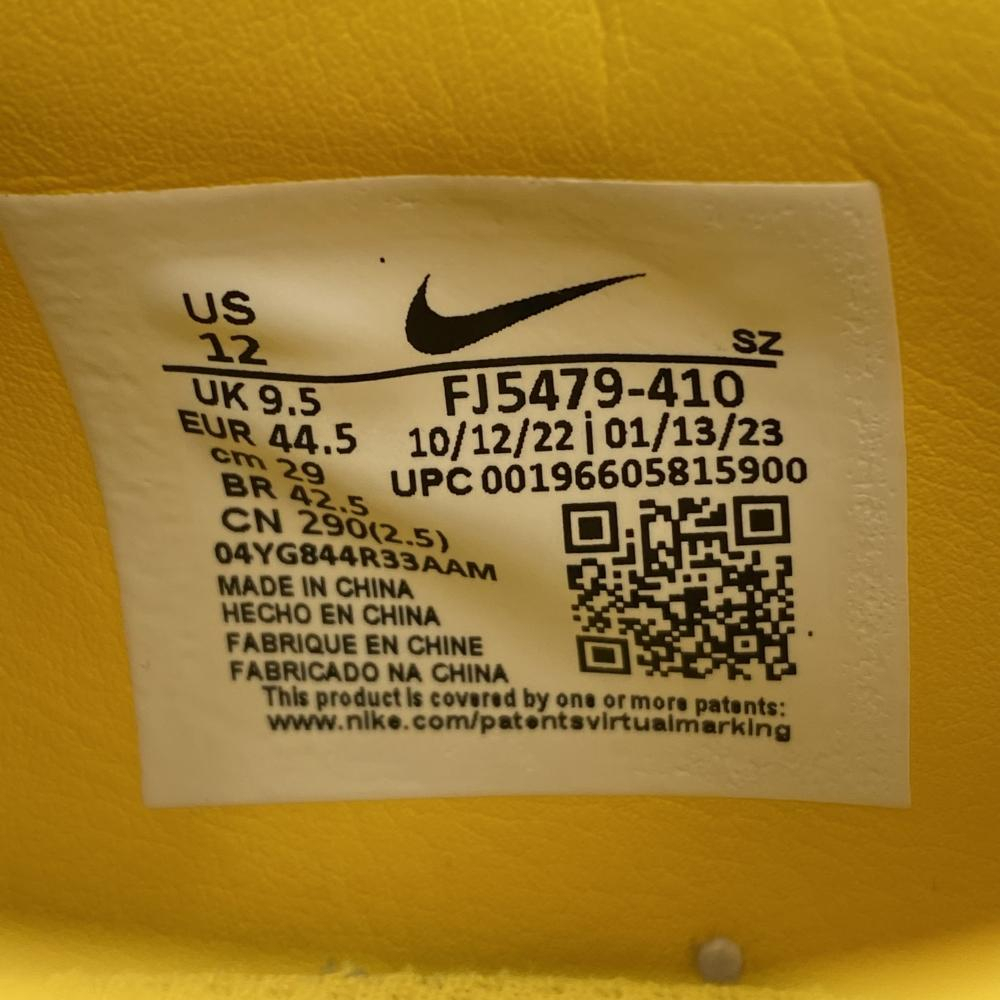 US
12
SZ
UK 9.5
FJ5479-410
EUR 44.5
10/12/22 | 01/13/23
cm 29
UPC 00196605815900
BR 42.5
CN 290(2.5)
04YG844R33AAM
MADE IN CHINA
HECHO EN CHINA
FABRIQUE EN CHINE
FABRICADO NA CHINA
This product is covered by one or more patents:
www.nike.com/patentsvirtualmarking